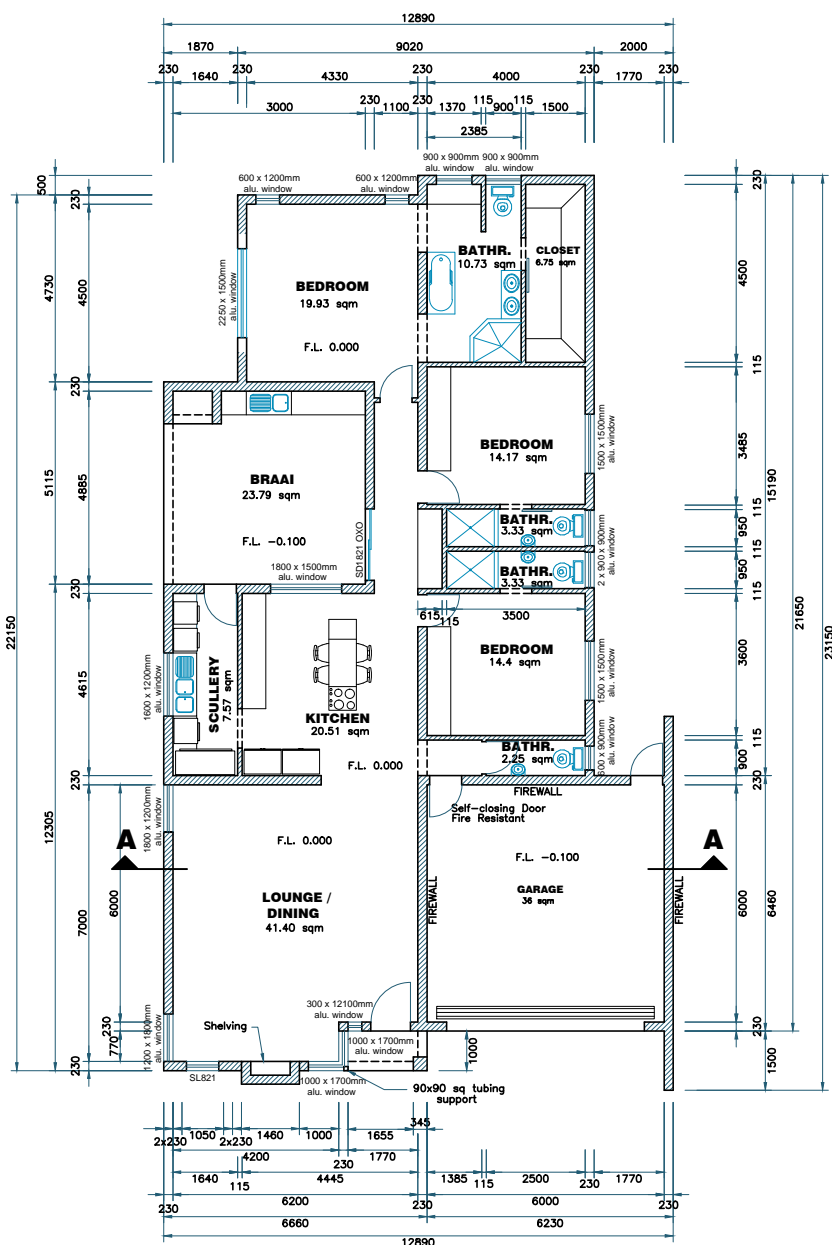 12890
1870 9020 2000
230 230 230 230 230
1640 4330 4000 1770
230 115 115
3000 1100 1370 900 1500
2385
900 x 900mm alu. window
900 x 900mm alu. window
600 x 1200mm alu. window
600 x 1200mm alu. window
500
230
230
BATHR.
10.73 sqm
CLOSET
6.75 sqm
BEDROOM
19.93 sqm
F.L. 0.000
2250 x 1500mm alu. window
4730
4500
4500
115
230
BRAAI
23.79 sqm
F.L. -0.100
SD1821 OXO
1800 x 1500mm
alu. window
5115
4885
BEDROOM
14.17 sqm
1500 x 1500mm
alu. window
3485
15190
115
BATHR.
3.33 sqm
950
115
BATHR.
3.33 sqm
2 x 900 x 900mm
alu. window
950
115
230
22150
21650
23150
615
115
3500
BEDROOM
14.4 sqm
1500 x 1500mm
alu. window
3600
SCULLERY
7.57 sqm
1600 x 1200mm
alu. window
4615
KITCHEN
20.51 sqm
F.L. 0.000
BATHR.
2.25 sqm
600 x 900mm
alu. window
115
900
230
230
FIREWALL
Self-closing Door
Fire Resistant
1800 x 1200mm
alu. window
12305
A
A
F.L. 0.000
F.L. -0.100
LOUNGE /
DINING
41.40 sqm
GARAGE
36 sqm
FIREWALL
FIREWALL
7000
6000
6000
6460
300 x 12100mm
alu. window
Shelving
1000 x 1700mm
alu. window
1200 x 1800mm
alu. window
230
770
230
230
1000
1500
SL821
1000 x 1700mm
alu. window
90x90 sq tubing
support
345
1050 1460 1000 1655
2x230 2x230
4200 230 1770
1640 4445 1385 2500 1770
115 115 230
6200 6000
230 230 230
6660 6230
12890